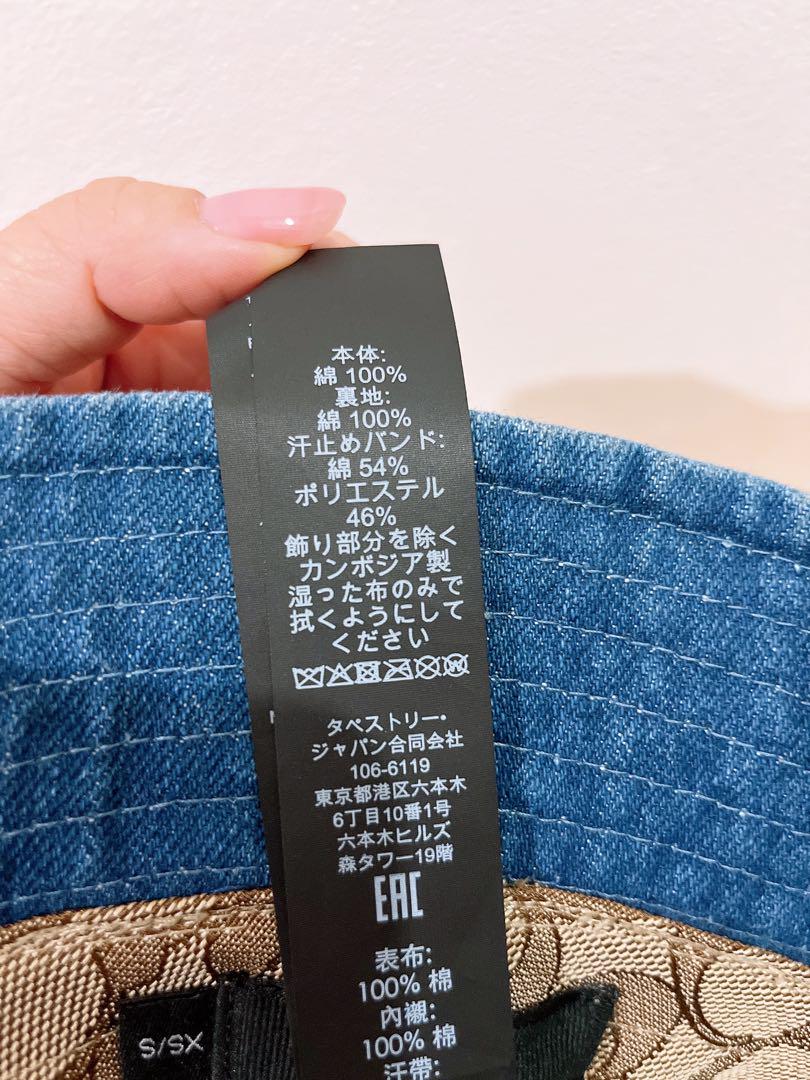 本体:
綿 100%
裏地:
綿 100%
汗止めバンド:
綿 54%
ポリエステル
46%
飾り部分を除く
カンボジア製
湿った布のみで
拭くようにして
ください
タペストリー・
ジャパン合同会社
106-6119
東京都港区六本木
6丁目10番1号
六本木ヒルズ
森タワー19階
EAC
表布:
100% 棉
內襯:
100% 棉
汗帶:
XS/S